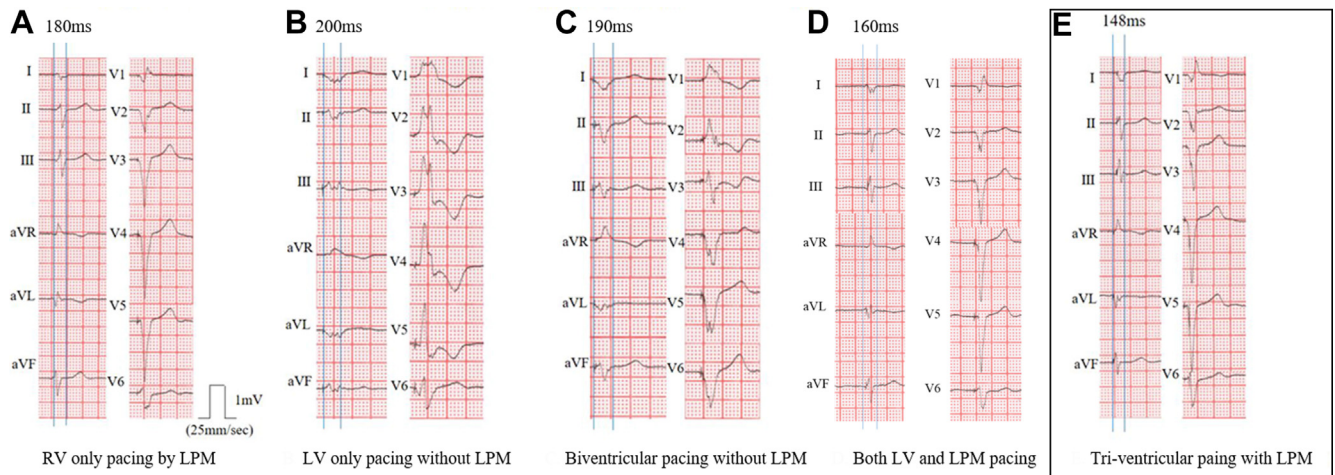 A
180ms
I
II
III
aVR
aVL
aVF
V1
V2
V3
V4
V5
V6
1mV
(25mm/sec)
RV only pacing by LPM
B
200ms
I
II
III
aVR
aVL
aVF
V1
V2
V3
V4
V5
V6
LV only pacing without LPM
C
190ms
I
II
III
aVR
aVL
aVF
V1
V2
V3
V4
V5
V6
Biventricular pacing without LPM
D
160ms
I
II
III
aVR
aVL
aVF
V1
V2
V3
V4
V5
V6
Both LV and LPM pacing
E
148ms
I
II
III
aVR
aVL
aVF
V1
V2
V3
V4
V5
V6
Tri-ventricular paing with LPM